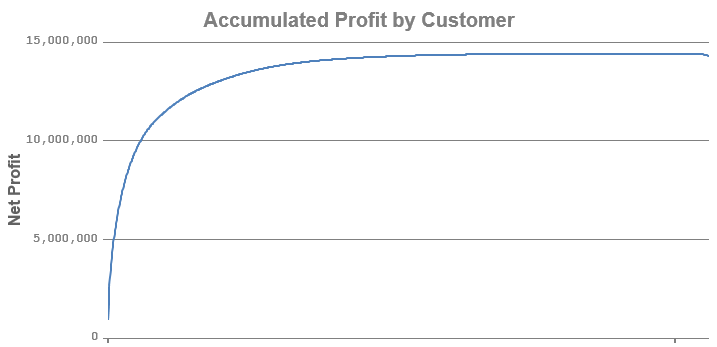 Accumulated Profit by Customer
15,000,000
10,000,000
Net Profit
5,000,000
0